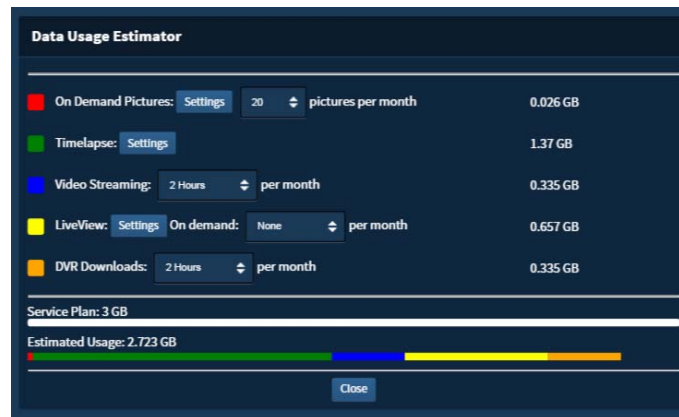 Data Usage Estimator
On Demand Pictures: Settings 20 pictures per month 0.026 GB
Timelapse: Settings 1.37 GB
Video Streaming: 2 Hours per month 0.335 GB
LiveView: Settings On demand: None per month 0.657 GB
DVR Downloads: 2 Hours per month 0.335 GB
Service Plan: 3 GB
Estimated Usage: 2.723 GB
Close